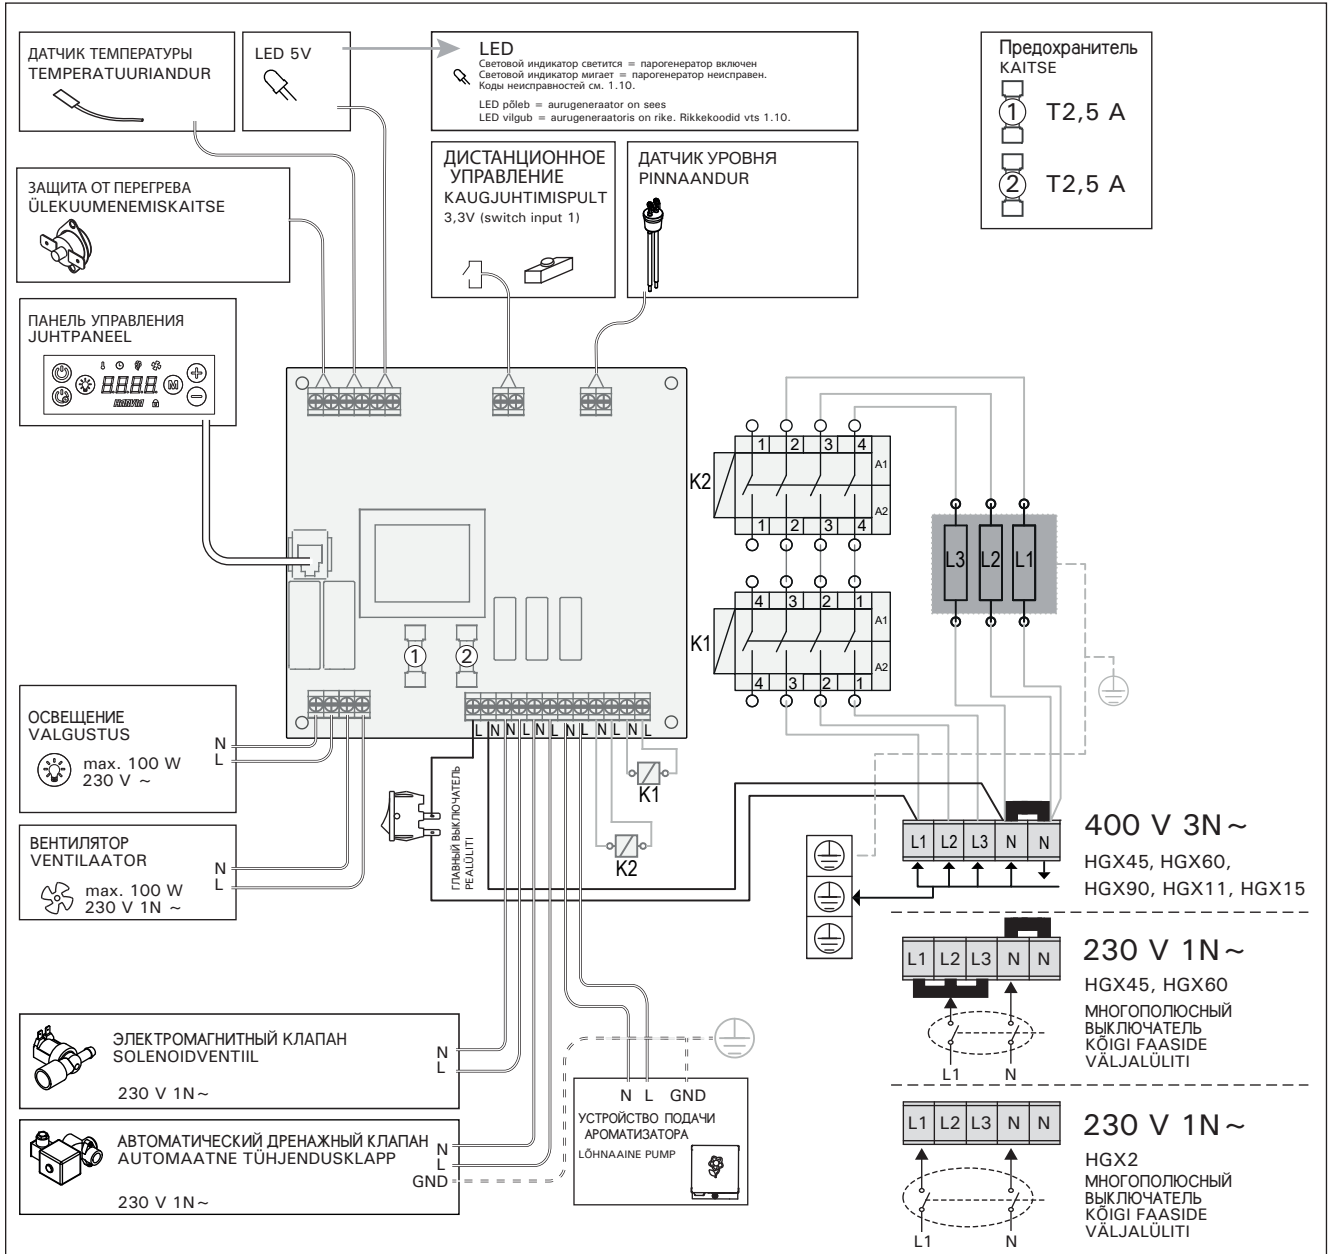 ДАТЧИК ТЕМПЕРАТУРЫ
TEMPERATUURIANDUR
LED 5V
LED
Световой индикатор светится = парогенератор включен
Световой индикатор мигает = парогенератор неисправен.
Коды неисправностей см. 1.10.
LED põleb = aurugeneraator on sees
LED vilgub = aurugeneraatoris on rike. Rikkekoodid vts 1.10.
Предохранитель
KAITSE
1 T2,5 A
2 T2,5 A
ЗАЩИТА ОТ ПЕРЕГРЕВА
ÜLEKUUMENEMISKAITSE
ДИСТАНЦИОННОЕ
УПРАВЛЕНИЕ
KAUGJUHTIMISPULT
3,3V (switch input 1)
ДАТЧИК УРОВНЯ
PINNAANDUR
ПАНЕЛЬ УПРАВЛЕНИЯ
JUHTPANEEL
8.8.8.8
M
HARVIA
1 2 3 4
A1
K2
A2
1 2 3 4
L3 L2 L1
4 3 2 1
A1
K1
A2
4 3 2 1
1 2
ОСВЕЩЕНИЕ
VALGUSTUS
max. 100 W
230 V ~
N
L
L N N L N L N L N L N L
K1
K2
ГЛАВНЫЙ ВЫКЛЮЧАТЕЛЬ
PEALÜLITI
ВЕНТИЛЯТОР
VENTILAATOR
max. 100 W
230 V 1N ~
N
L
L1 L2 L3 N N
400 V 3N~
HGX45, HGX60,
HGX90, HGX11, HGX15
L1 L2 L3 N N
230 V 1N~
HGX45, HGX60
МНОГОПОЛЮСНЫЙ
ВЫКЛЮЧАТЕЛЬ
KÕIGI FAASIDE
VÄLJALÜLITI
L1 N
ЭЛЕКТРОМАГНИТНЫЙ КЛАПАН
SOLENOIDVENTIIL
230 V 1N~
N
L
АВТОМАТИЧЕСКИЙ ДРЕНАЖНЫЙ КЛАПАН
AUTOMAATNE TÜHJENDUSKLAPP
230 V 1N~
N
L
GND
N L GND
УСТРОЙСТВО ПОДАЧИ
АРОМАТИЗАТОРА
LÕHNAAINE PUMP
L1 L2 L3 N N
230 V 1N~
HGX2
МНОГОПОЛЮСНЫЙ
ВЫКЛЮЧАТЕЛЬ
KÕIGI FAASIDE
VÄLJALÜLITI
L1 N